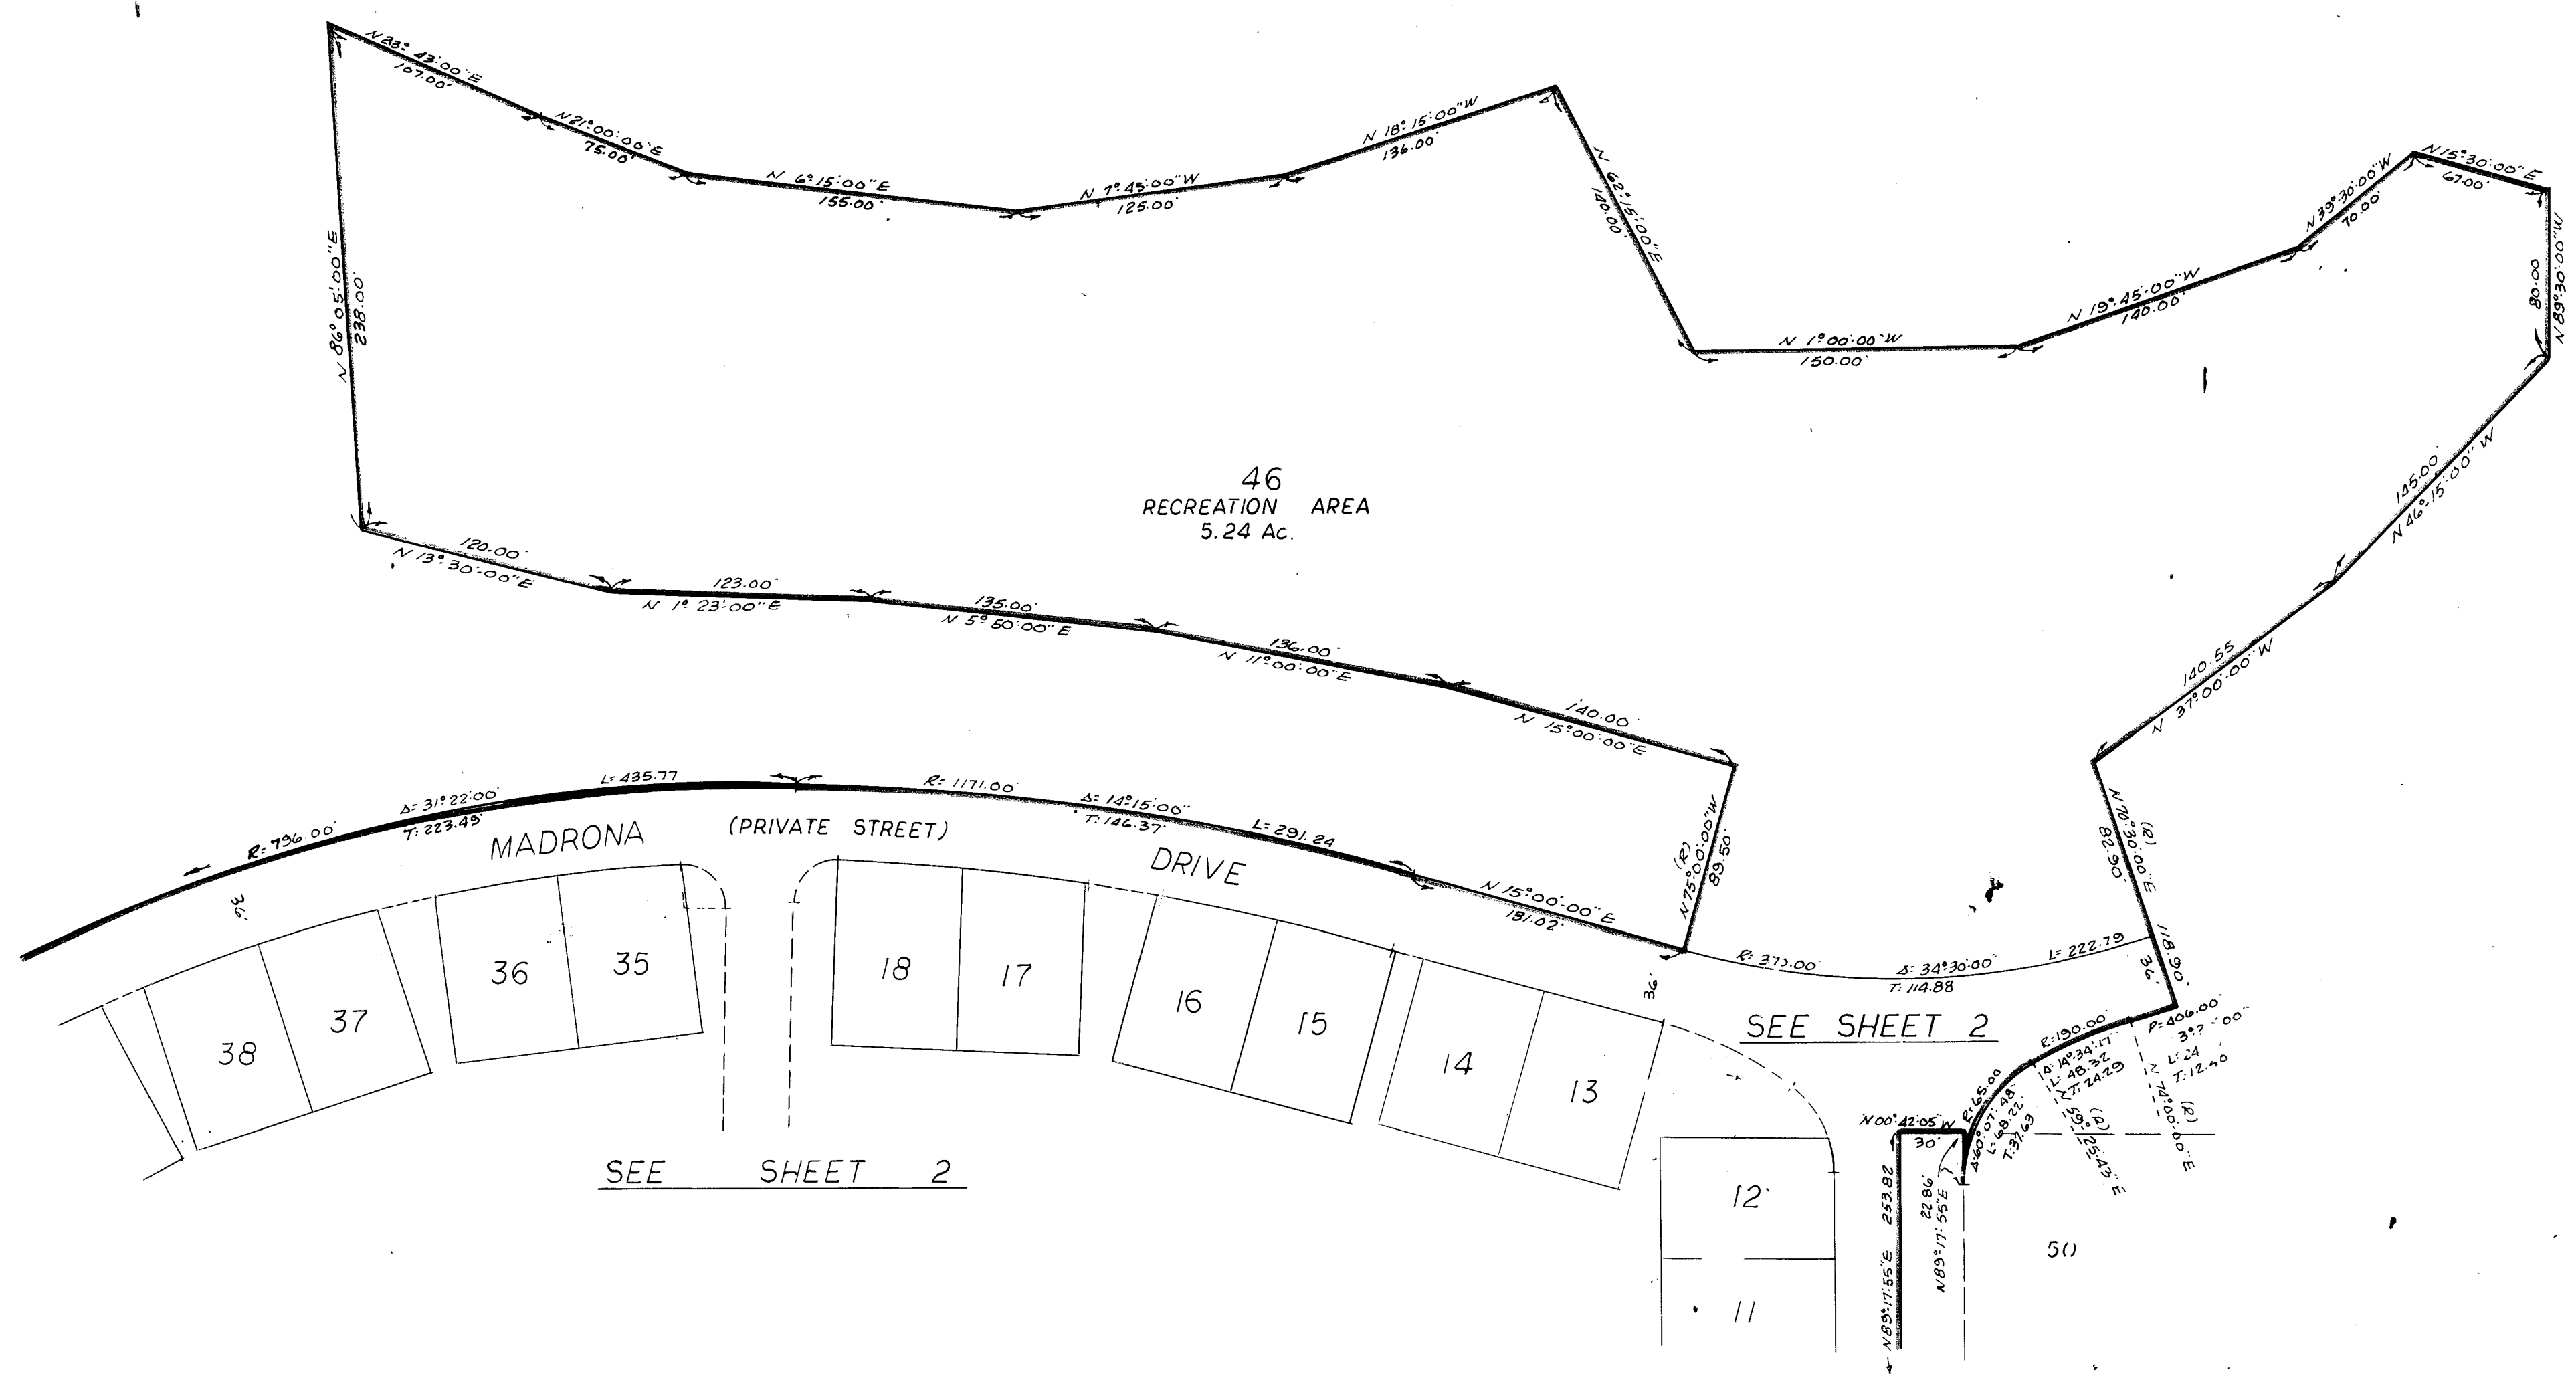 N 23° 43' 00" E
107.00'
N 21° 00' 00" E
75.00'
N 6° 15' 00" E
155.00'
N 7° 45' 00" W
125.00'
N 18° 15' 00" W
136.00'
N 62° 15' 00" E
140.00'
N 1° 00' 00" W
150.00'
N 19° 45' 00" W
140.00'
N 39° 30' 00" W
70.00'
N 15° 30' 00" E
67.00'
N 89° 30' 00" W
80.00
145.00'
N 46° 15' 00" W
140.55
N 37° 00' 00" W
N 86° 05' 00" E
238.00'
46
RECREATION AREA
5.24 Ac.
120.00'
N 13° 30' 00" E
123.00'
N 1° 23' 00" E
135.00'
N 5° 50' 00" E
136.00'
N 11° 00' 00" E
140.00'
N 15° 00' 00" E
(R)
N 75° 00' 00" W
89.50'
(R)
N 70° 30' 00" E
82.90'
118.90'
36'
R= 796.00'
Δ= 31° 22' 00'
T: 223.49'
L= 435.77
R= 1171.00'
Δ= 14° 15' 00"
T: 146.37'
L= 291.24
N 15° 00' 00" E
131.02'
Δ= 34° 30' 00"
T: 114.88
L= 222.79
MADRONA (PRIVATE STREET) DRIVE
36'
36'
38
37
36
35
18
17
16
15
14
13
12
11
SEE SHEET 2
SEE SHEET 2
R=406.00'
L: 24
T: 12.40
(R)
N 74° 00' 00" E
R=190.00'
Δ: 14° 34' 17"
L: 48.32
T: 24.29
(R)
N 59° 25' 43" E
R=65.00
Δ: 60° 07' 48"
L= 68.22'
T: 37.63
N 00° 42' 05" W
30'
22.86'
N 89° 17' 55" E
N 89° 17' 55" E 253.82
50